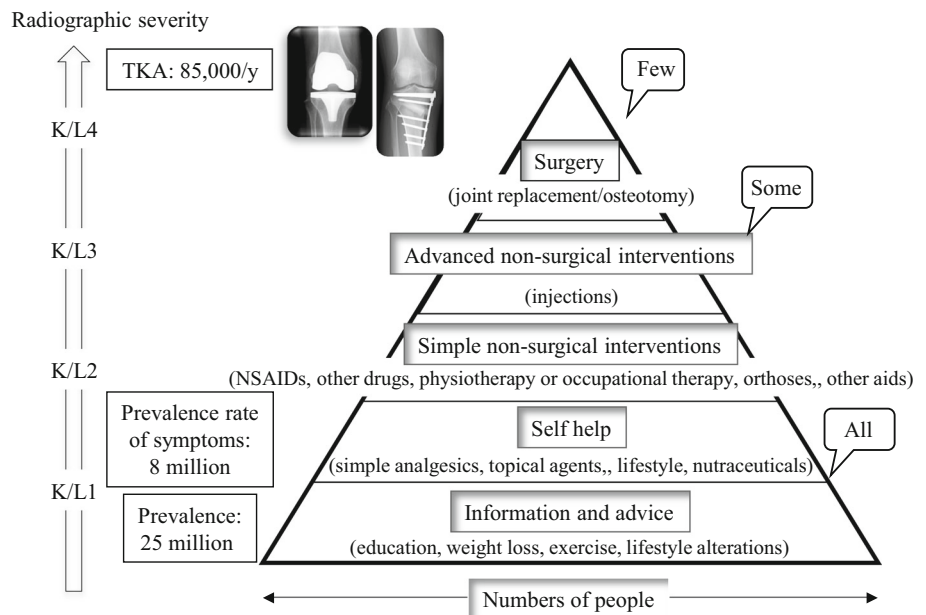 Radiographic severity
TKA: 85,000/y
Few
K/L4
Surgery
(joint replacement/osteotomy)
Some
K/L3
Advanced non-surgical interventions
(injections)
Simple non-surgical interventions
K/L2
(NSAIDs, other drugs, physiotherapy or occupational therapy, orthoses,, other aids)
Prevalence rate
of symptoms:
8 million
Self help
All
(simple analgesics, topical agents,, lifestyle, nutraceuticals)
K/L1
Prevalence:
25 million
Information and advice
(education, weight loss, exercise, lifestyle alterations)
Numbers of people